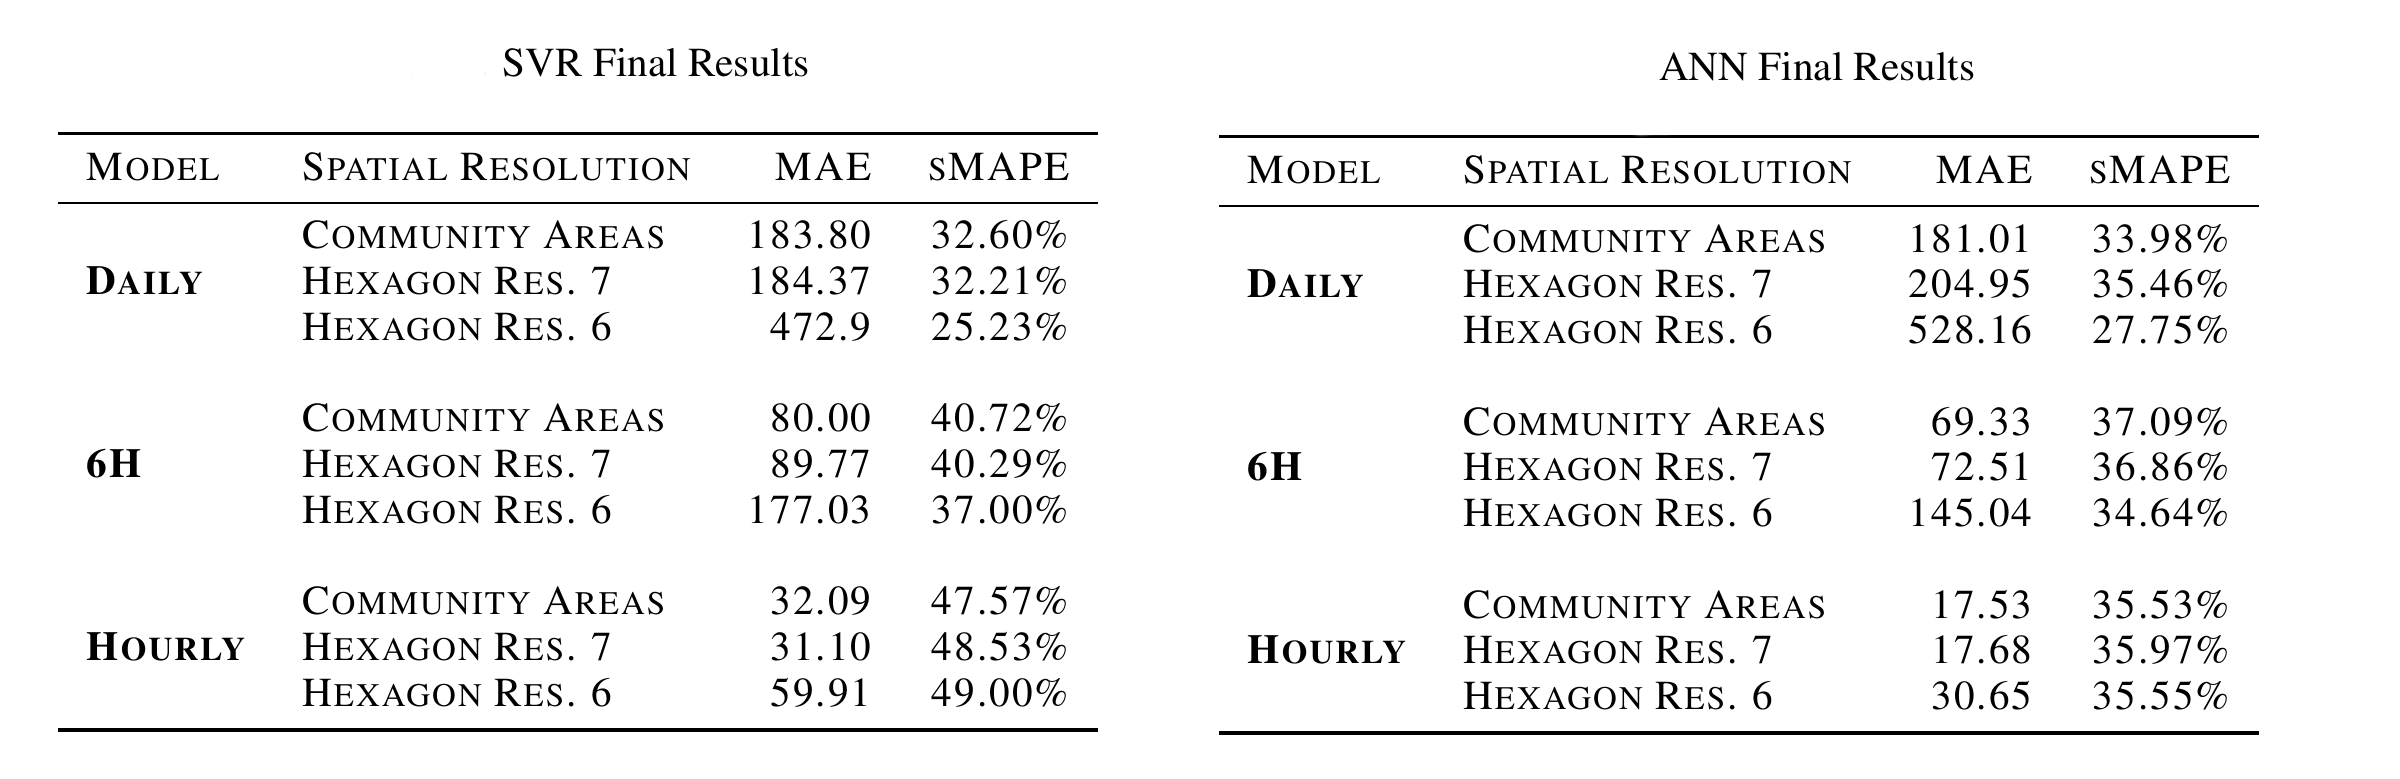 SVR Final Results
MODEL SPATIAL RESOLUTION MAE SMAPE
COMMUNITY AREAS 183.80 32.60%
DAILY HEXAGON RES. 7 184.37 32.21%
HEXAGON RES. 6 472.9 25.23%
COMMUNITY AREAS 80.00 40.72%
6H HEXAGON RES. 7 89.77 40.29%
HEXAGON RES. 6 177.03 37.00%
COMMUNITY AREAS 32.09 47.57%
HOURLY HEXAGON RES. 7 31.10 48.53%
HEXAGON RES. 6 59.91 49.00%
ANN Final Results
MODEL SPATIAL RESOLUTION MAE SMAPE
COMMUNITY AREAS 181.01 33.98%
DAILY HEXAGON RES. 7 204.95 35.46%
HEXAGON RES. 6 528.16 27.75%
COMMUNITY AREAS 69.33 37.09%
6H HEXAGON RES. 7 72.51 36.86%
HEXAGON RES. 6 145.04 34.64%
COMMUNITY AREAS 17.53 35.53%
HOURLY HEXAGON RES. 7 17.68 35.97%
HEXAGON RES. 6 30.65 35.55%